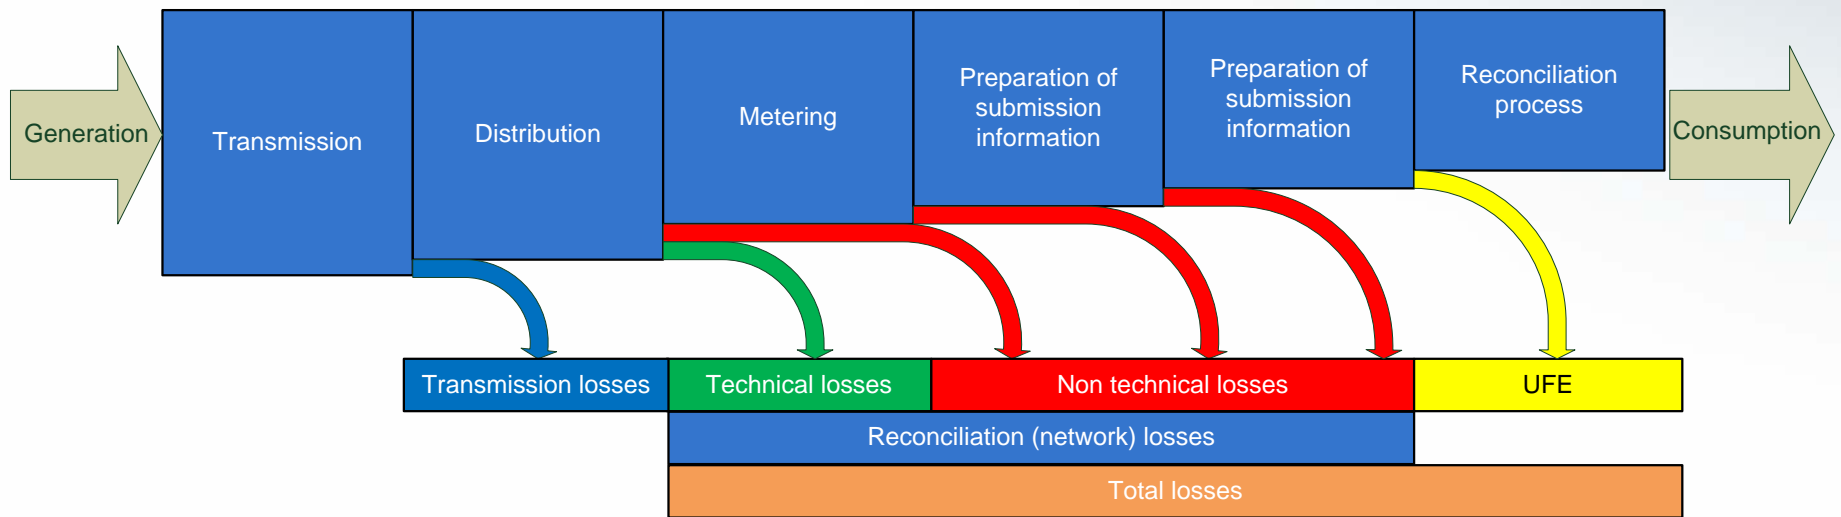 Generation
Transmission
Distribution
Metering
Preparation of
submission
information
Preparation of
submission
information
Reconciliation
process
Consumption
Transmission losses
Technical losses
Non technical losses
UFE
Reconciliation (network) losses
Total losses